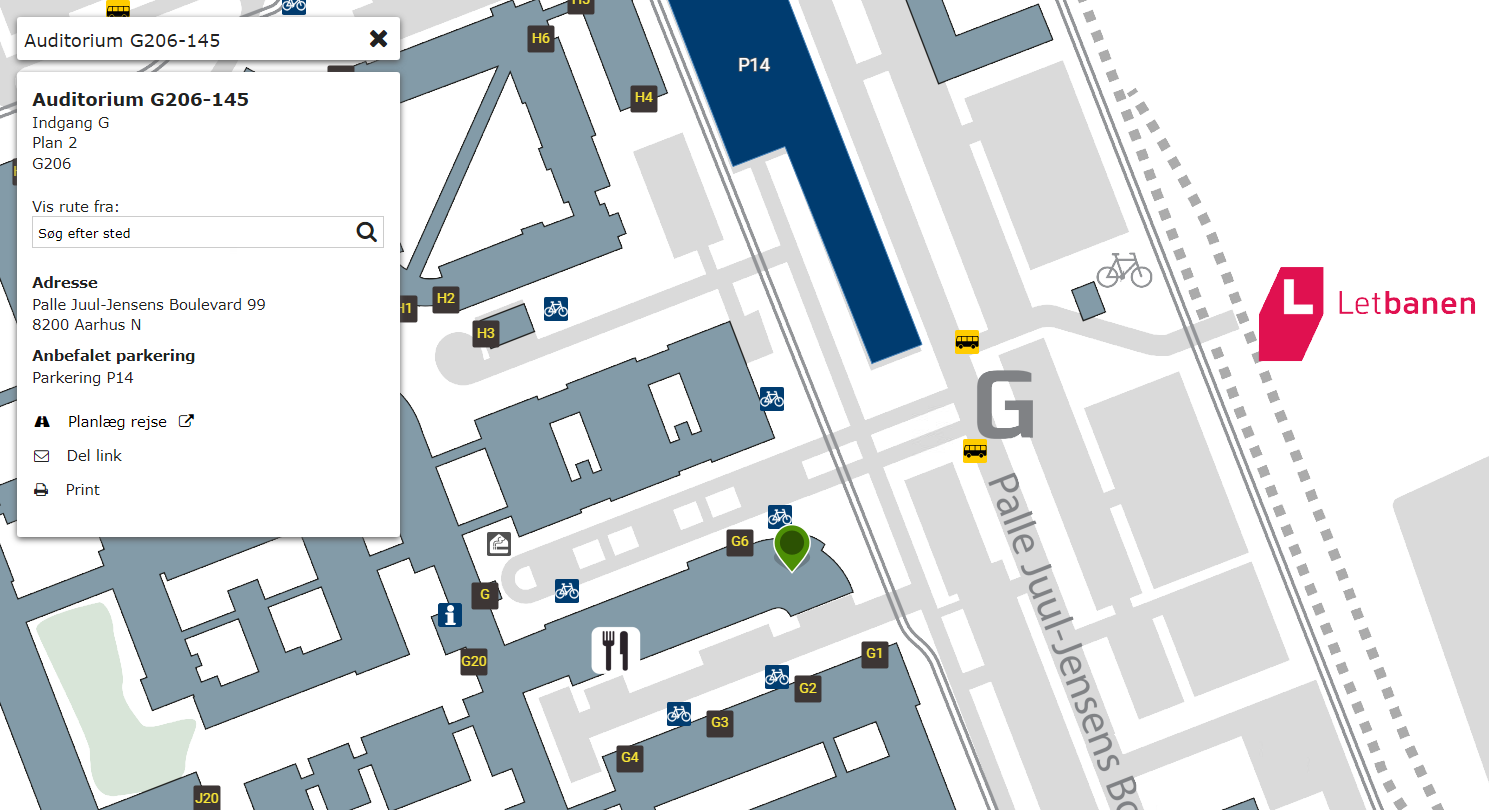 Auditorium G206-145
Auditorium G206-145
Indgang G
Plan 2
G206
Vis rute fra:
Søg efter sted
Adresse
Palle Juul-Jensens Boulevard 99
8200 Aarhus N
Anbefalet parkering
Parkering P14
Planlæg rejse
Del link
Print
H6
H4
P14
H2
H3
L
Letbanen
G
Palle Juul-Jensens Bo
G6
G
G20
G1
G2
G3
G4
J20